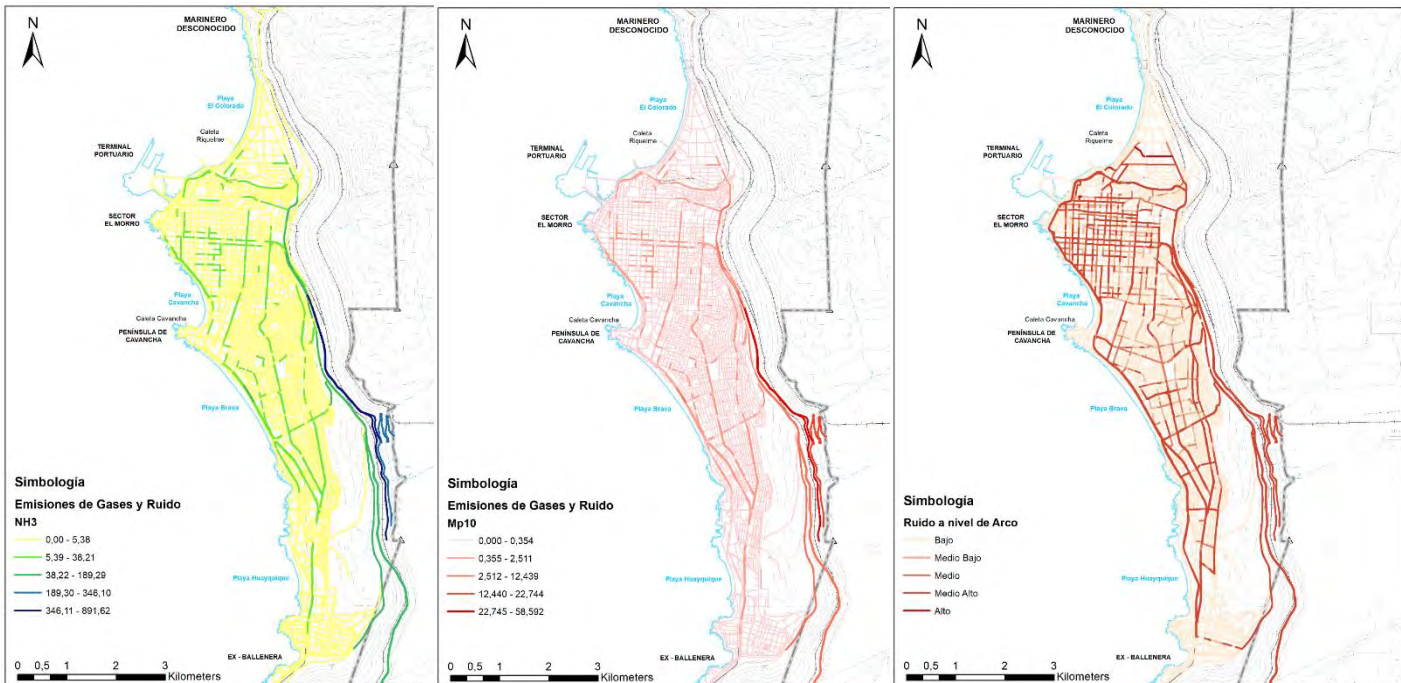 N
MARINERO
DESCONOCIDO
Playa
El Colorado
Caleta
Riquelme
TERMINAL
PORTUARIO
SECTOR
EL MORRO
Playa
Cavancha
Caleta Cavancha
PENÍNSULA DE
CAVANCHA
Playa Brava
Simbología
Emisiones de Gases y Ruido
NH3
0,00 - 5,38
5,39 - 38,21
38,22 - 189,29
189,30 - 346,10
346,11 - 891,62
Playa Huayquique
EX - BALLENERA
0 0,5 1 2 3
Kilometers
N
MARINERO
DESCONOCIDO
Playa
El Colorado
Caleta
Riquelme
TERMINAL
PORTUARIO
SECTOR
EL MORRO
Playa
Cavancha
Caleta Cavancha
PENÍNSULA DE
CAVANCHA
Playa Brava
Simbología
Emisiones de Gases y Ruido
Mp10
0,000 - 0,354
0,355 - 2,511
2,512 - 12,439
12,440 - 22,744
22,745 - 58,592
Playa Huayquique
EX - BALLENERA
0 0,5 1 2 3
Kilometers
N
MARINERO
DESCONOCIDO
Playa
El Colorado
Caleta
Riquelme
TERMINAL
PORTUARIO
SECTOR
EL MORRO
Playa
Cavancha
Caleta Cavancha
PENÍNSULA DE
CAVANCHA
Playa Brava
Simbología
Ruido a nivel de Arco
Bajo
Medio Bajo
Medio
Medio Alto
Alto
Playa Huayquique
EX - BALLENERA
0 0,5 1 2 3
Kilometers